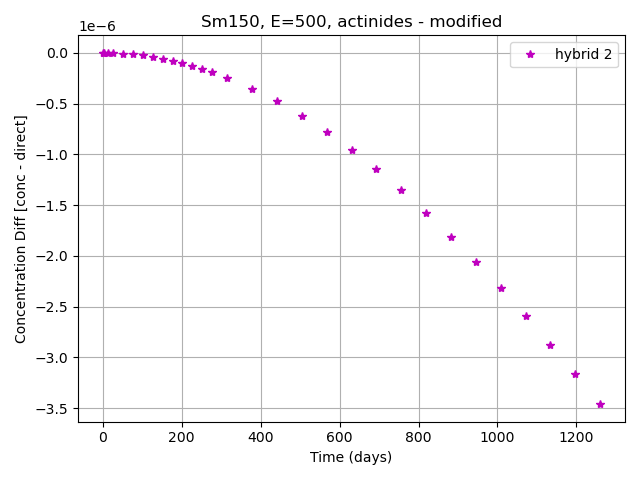 Sm150, E=500, actinides - modified
1e−6
hybrid 2
0.0
−0.5
−1.0
−1.5
−2.0
−2.5
−3.0
−3.5
Concentration Diff [conc - direct]
0 200 400 600 800 1000 1200
Time (days)